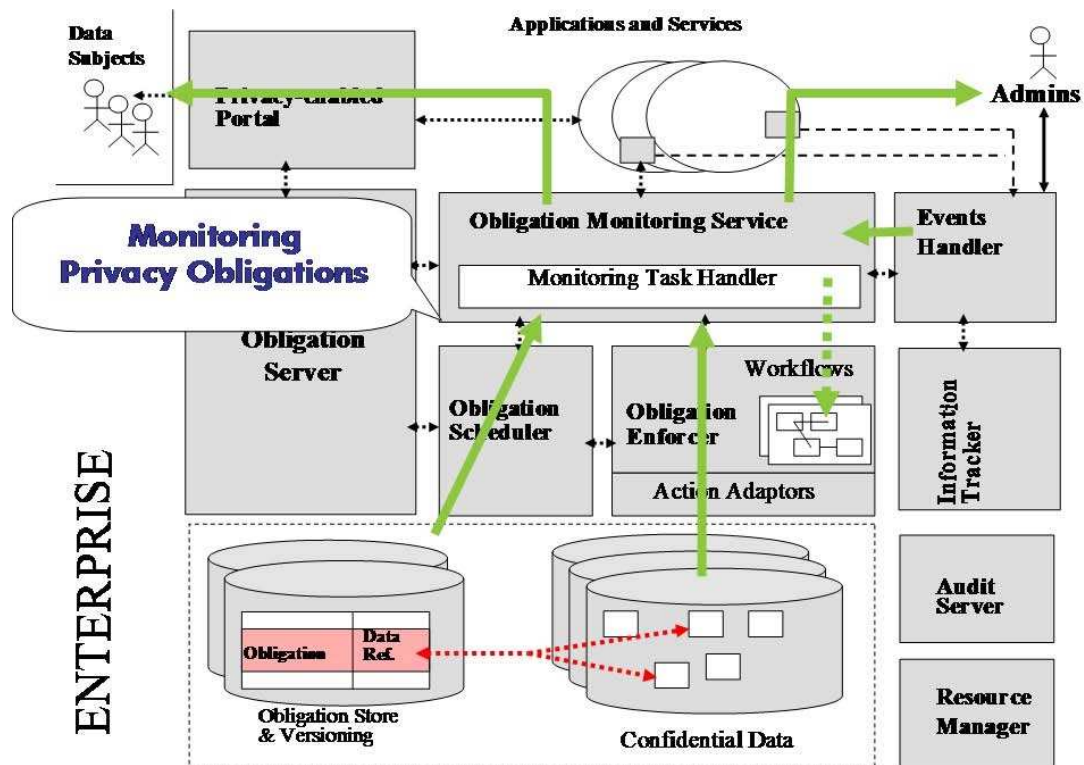 Applications and Services
Data
Subjects
Privacy-enabled
Portal
Admins
Obligation Monitoring Service
Monitoring Task Handler
Events
Handler
Monitoring
Privacy Obligations
Obligation
Server
Obligation
Scheduler
Obligation
Enforcer
Workflows
Action Adaptors
Information
Tracker
ENTERPRISE
Obligation
Data
Ref.
Obligation Store
& Versioning
Confidential Data
Audit
Server
Resource
Manager